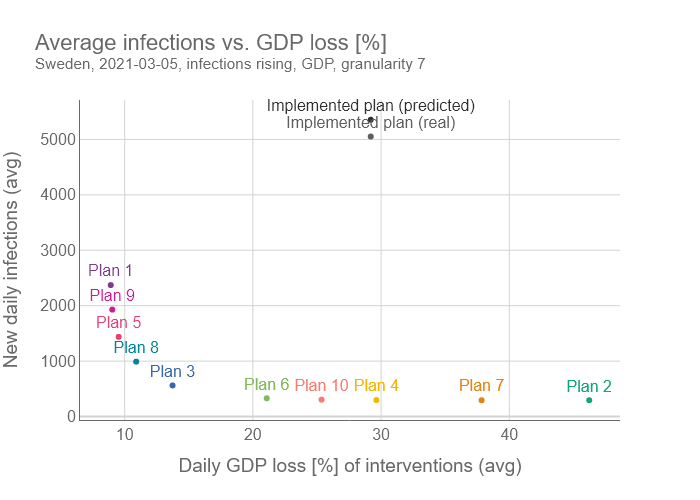 Average infections vs. GDP loss [%]
Sweden, 2021-03-05, infections rising, GDP, granularity 7
Implemented plan (predicted)
Implemented plan (real)
5000
4000
3000
Plan 1
Plan 9
2000
Plan 5
Plan 8
1000
Plan 3
Plan 6
Plan 10
Plan 4
Plan 7
Plan 2
0
10
20
30
40
New daily infections (avg)
Daily GDP loss [%] of interventions (avg)